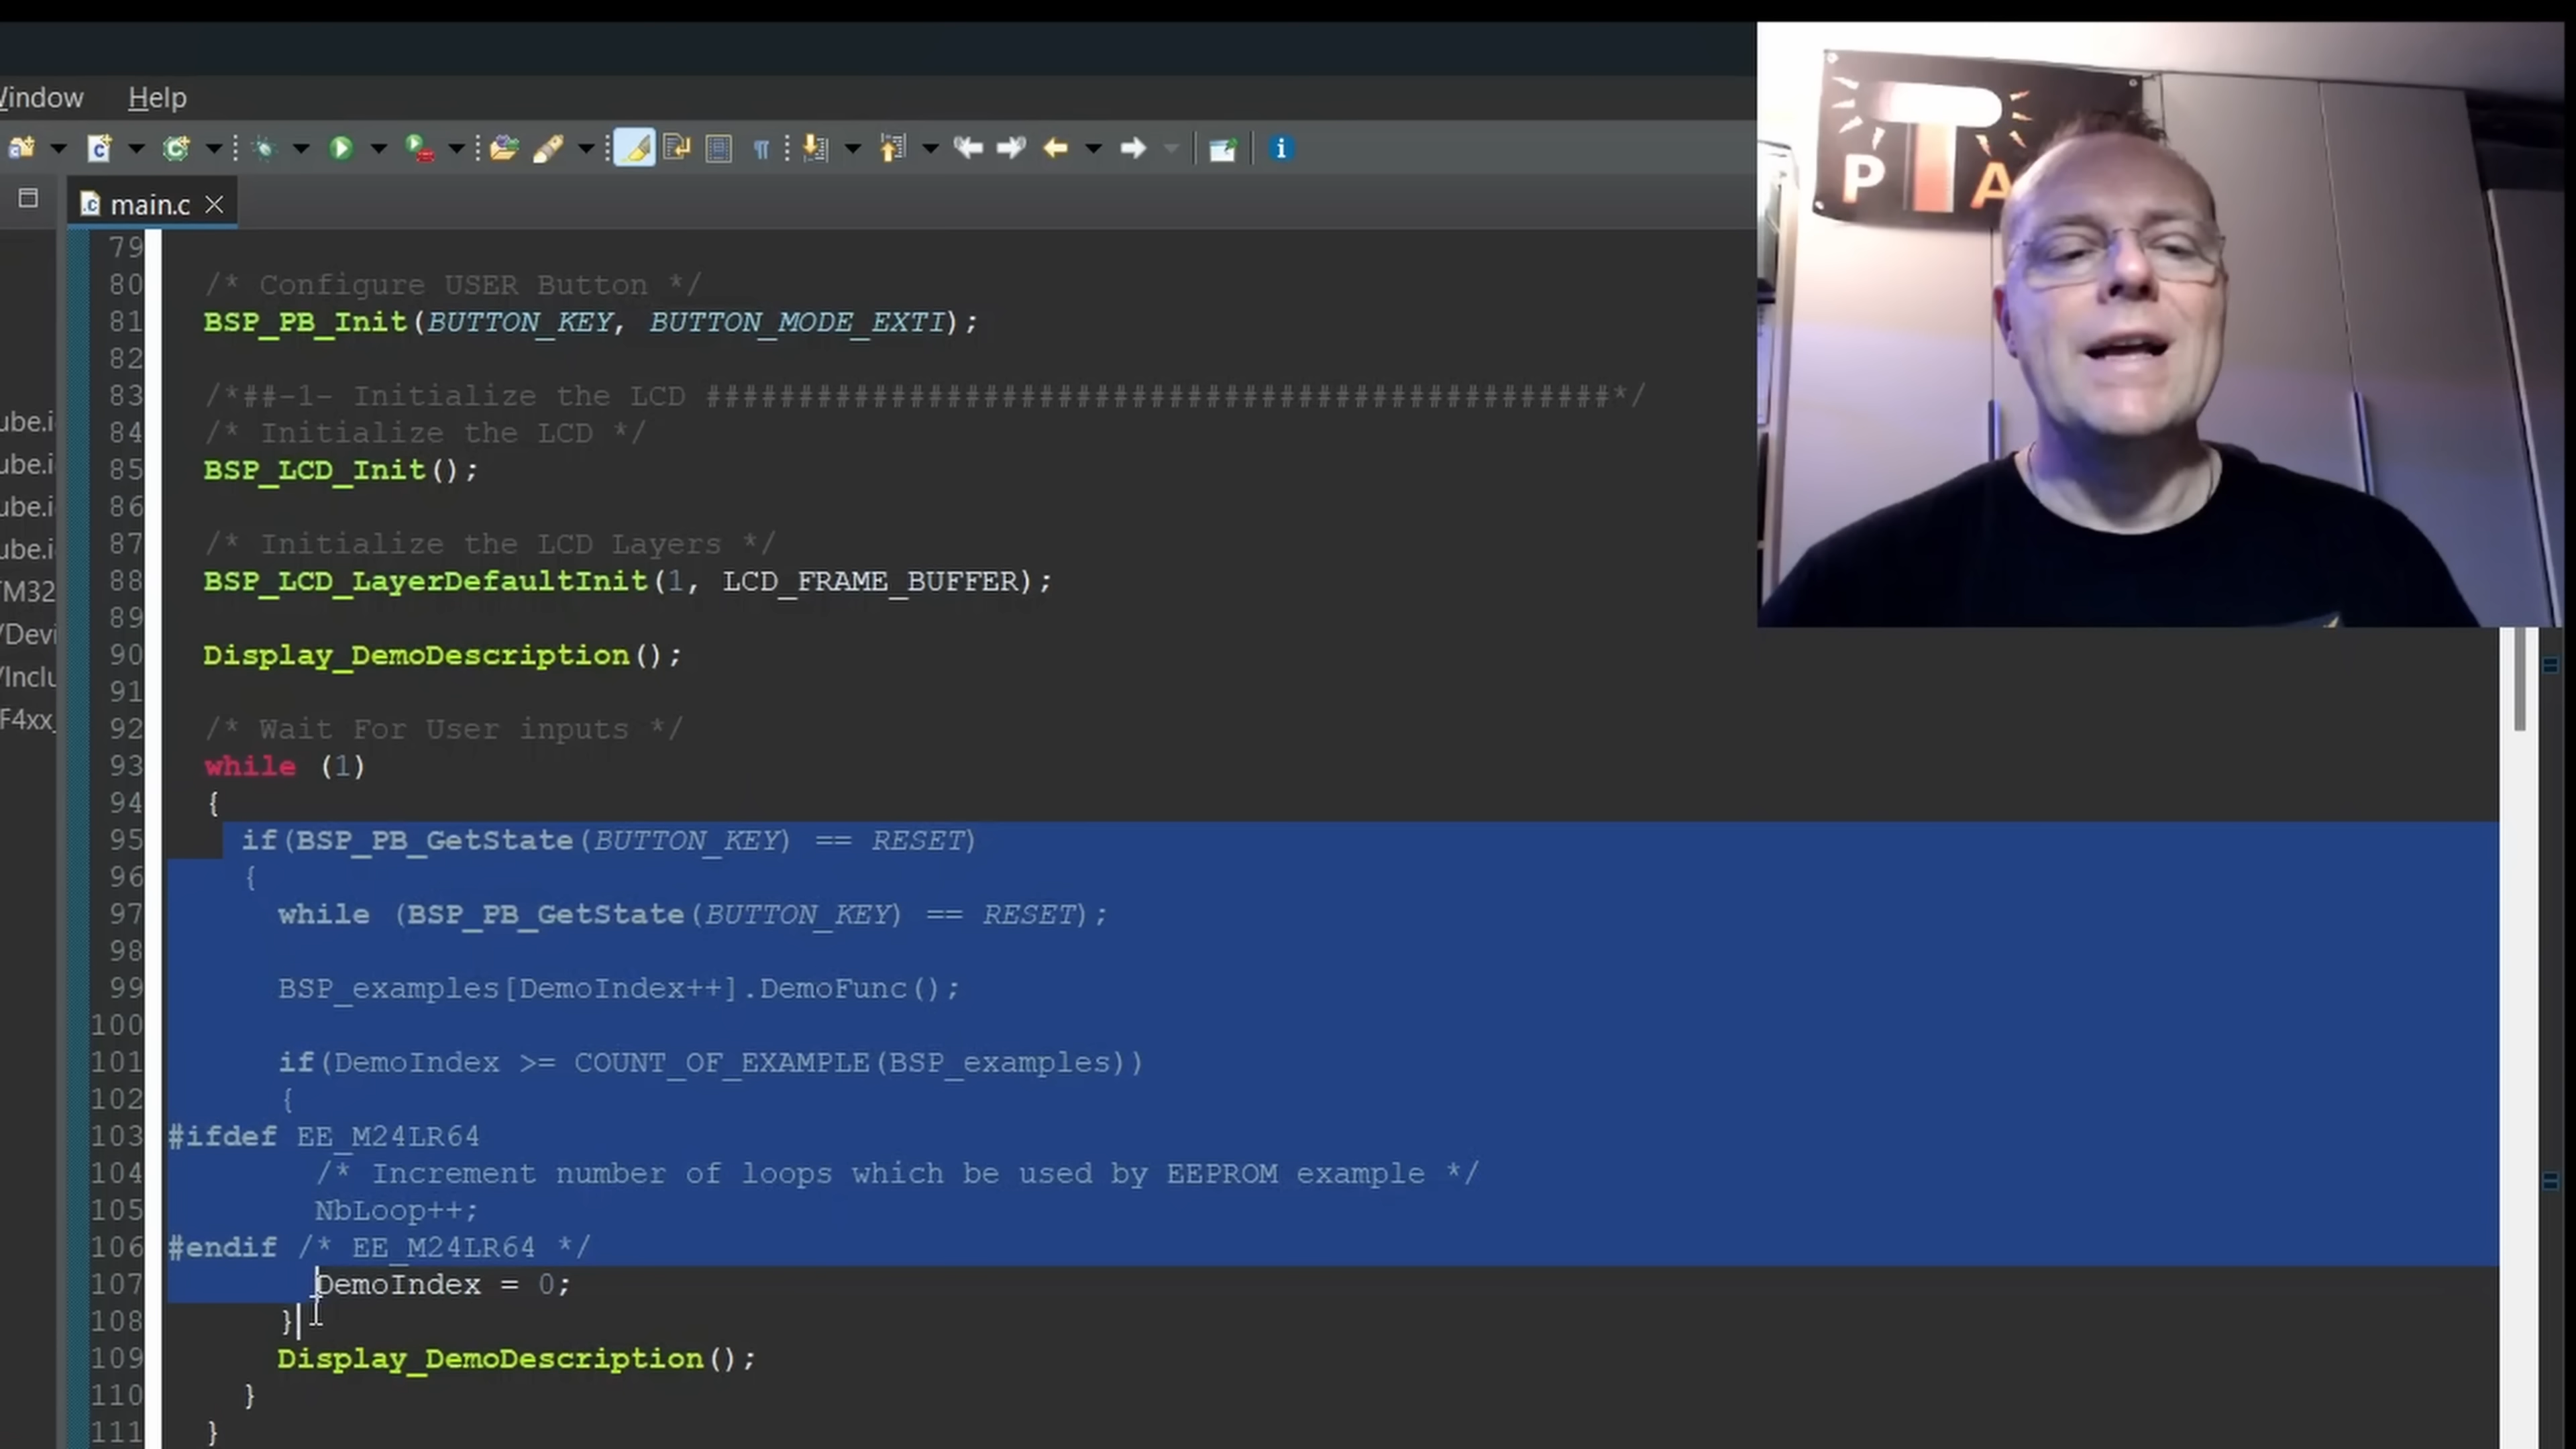 Window Help
main.c
79
80 /* Configure USER Button */
81 BSP_PB_Init(BUTTON_KEY, BUTTON_MODE_EXTI);
82
83 /*##-1- Initialize the LCD #################################################*/
84 /* Initialize the LCD */
85 BSP_LCD_Init();
86
87 /* Initialize the LCD Layers */
88 BSP_LCD_LayerDefaultInit(1, LCD_FRAME_BUFFER);
89
90 Display_DemoDescription();
91
92 /* Wait For User inputs */
93 while (1)
94 {
95 if(BSP_PB_GetState(BUTTON_KEY) == RESET)
96 {
97 while (BSP_PB_GetState(BUTTON_KEY) == RESET);
98
99 BSP_examples[DemoIndex++].DemoFunc();
100
101 if(DemoIndex >= COUNT_OF_EXAMPLE(BSP_examples))
102 {
103 #ifdef EE_M24LR64
104 /* Increment number of loops which be used by EEPROM example */
105 NbLoop++;
106 #endif /* EE_M24LR64 */
107 DemoIndex = 0;
108 }
109 Display_DemoDescription();
110 }
111 }
ube.i
ube.i
ube.i
ube.i
M32
/Devi
/Inclu
F4xx_
P T A